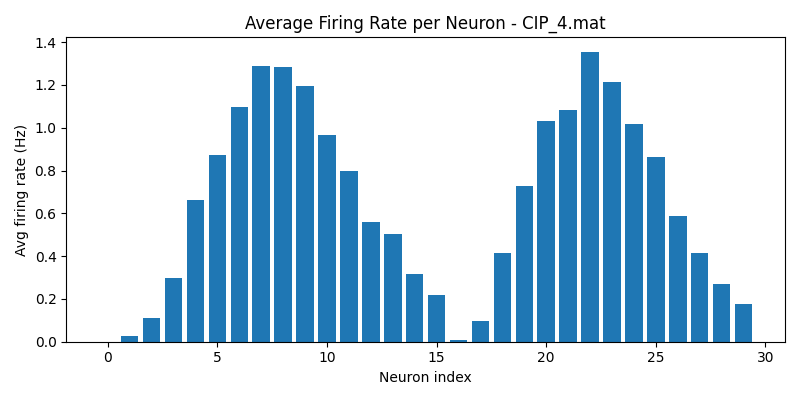 Average Firing Rate per Neuron - CIP_4.mat
1.4
1.2
1.0
0.8
0.6
0.4
0.2
0.0
Avg firing rate (Hz)
0 5 10 15 20 25 30
Neuron index